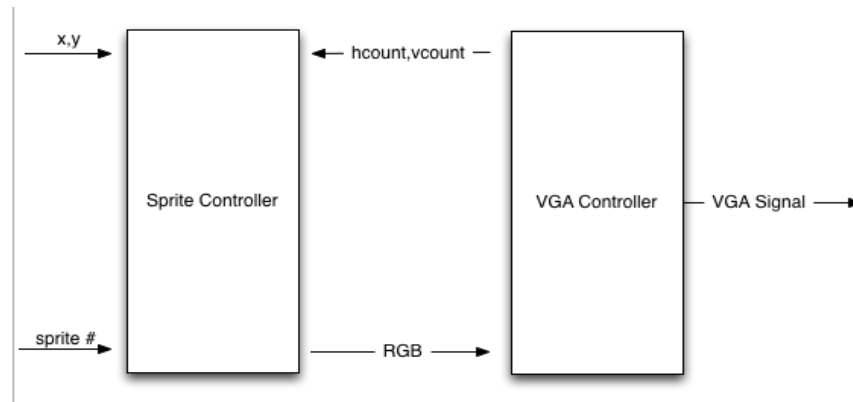 x,y
hcount,vcount
Sprite Controller
VGA Controller
VGA Signal
sprite #
RGB